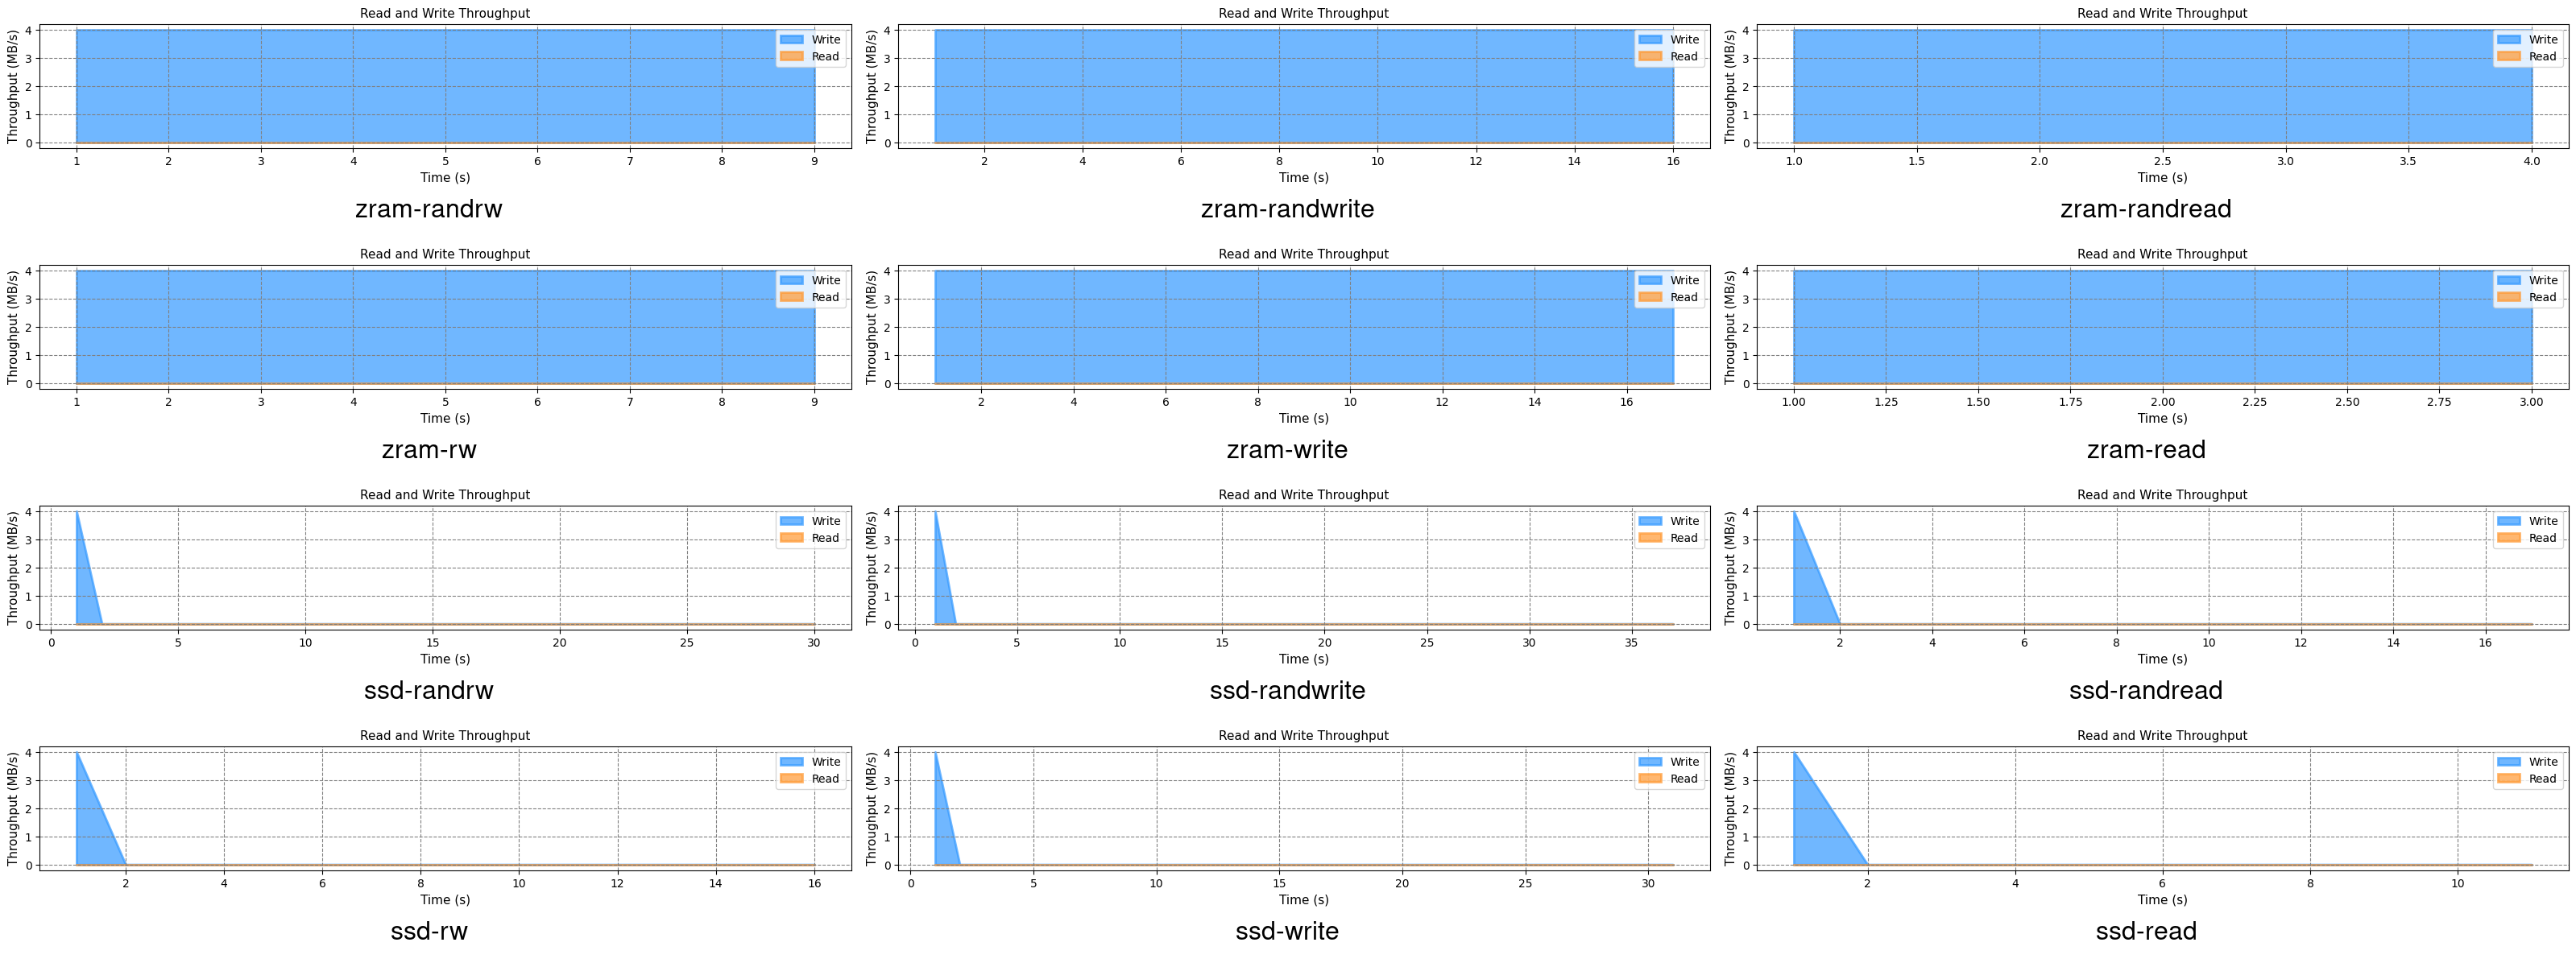 Read and Write Throughput
Throughput (MB/s)
4
3
2
1
0
Write
Read
1 2 3 4 5 6 7 8 9
Time (s)
zram-randrw
Read and Write Throughput
Throughput (MB/s)
4
3
2
1
0
Write
Read
2 4 6 8 10 12 14 16
Time (s)
zram-randwrite
Read and Write Throughput
Throughput (MB/s)
4
3
2
1
0
Write
Read
1.0 1.5 2.0 2.5 3.0 3.5 4.0
Time (s)
zram-randread
Read and Write Throughput
Throughput (MB/s)
4
3
2
1
0
Write
Read
1 2 3 4 5 6 7 8 9
Time (s)
zram-rw
Read and Write Throughput
Throughput (MB/s)
4
3
2
1
0
Write
Read
2 4 6 8 10 12 14 16
Time (s)
zram-write
Read and Write Throughput
Throughput (MB/s)
4
3
2
1
0
Write
Read
1.00 1.25 1.50 1.75 2.00 2.25 2.50 2.75 3.00
Time (s)
zram-read
Read and Write Throughput
Throughput (MB/s)
4
3
2
1
0
Write
Read
0 5 10 15 20 25 30
Time (s)
ssd-randrw
Read and Write Throughput
Throughput (MB/s)
4
3
2
1
0
Write
Read
0 5 10 15 20 25 30 35
Time (s)
ssd-randwrite
Read and Write Throughput
Throughput (MB/s)
4
3
2
1
0
Write
Read
2 4 6 8 10 12 14 16
Time (s)
ssd-randread
Read and Write Throughput
Throughput (MB/s)
4
3
2
1
0
Write
Read
2 4 6 8 10 12 14 16
Time (s)
ssd-rw
Read and Write Throughput
Throughput (MB/s)
4
3
2
1
0
Write
Read
0 5 10 15 20 25 30
Time (s)
ssd-write
Read and Write Throughput
Throughput (MB/s)
4
3
2
1
0
Write
Read
2 4 6 8 10
Time (s)
ssd-read